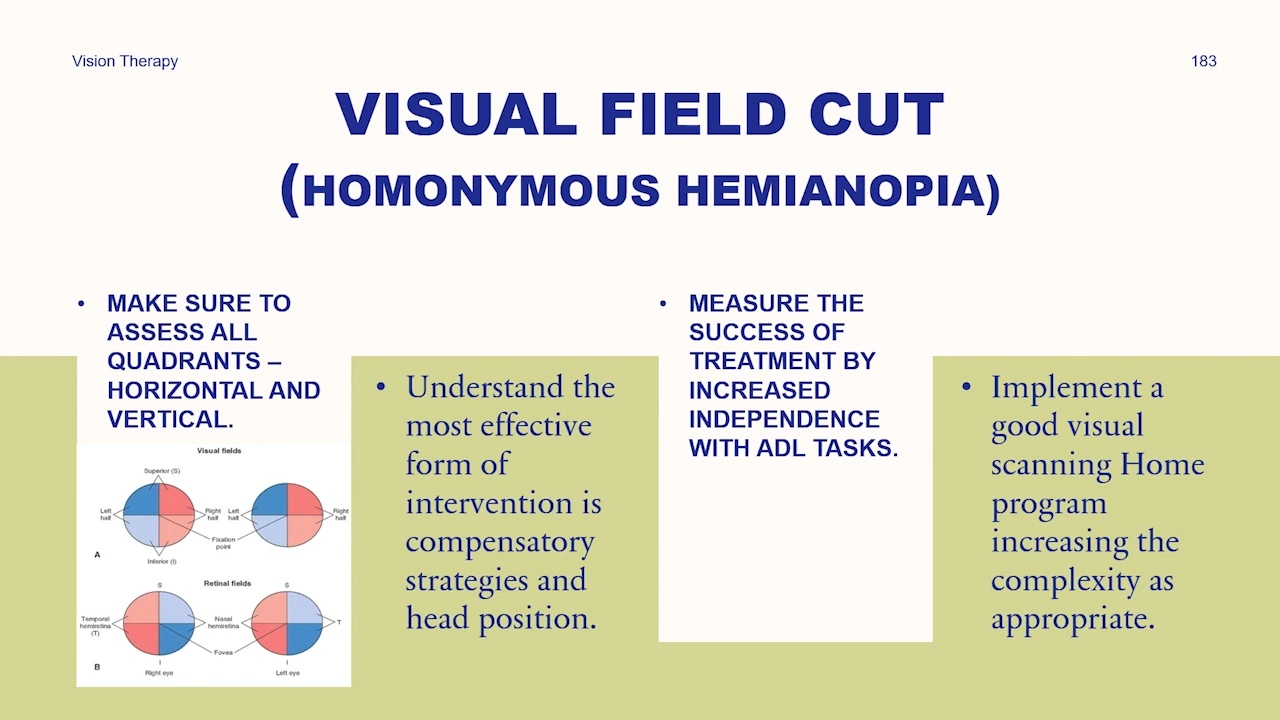 Vision Therapy
183
VISUAL FIELD CUT
(HOMONYMOUS HEMIANOPIA)
• MAKE SURE TO
ASSESS ALL
QUADRANTS –
HORIZONTAL AND
VERTICAL.
Visual fields
Superior (S)
Left
half
Right
half
Left
half
Right
half
Fixation
point
A
Inferior (I)
Retinal fields
S
S
Temporal
hemiretina
(T)
Nasal
hemiretina
T
Fovea
B
I
I
Right eye
Left eye
• Understand the
most effective
form of
intervention is
compensatory
strategies and
head position.
• MEASURE THE
SUCCESS OF
TREATMENT BY
INCREASED
INDEPENDENCE
WITH ADL TASKS.
• Implement a
good visual
scanning Home
program
increasing the
complexity as
appropriate.